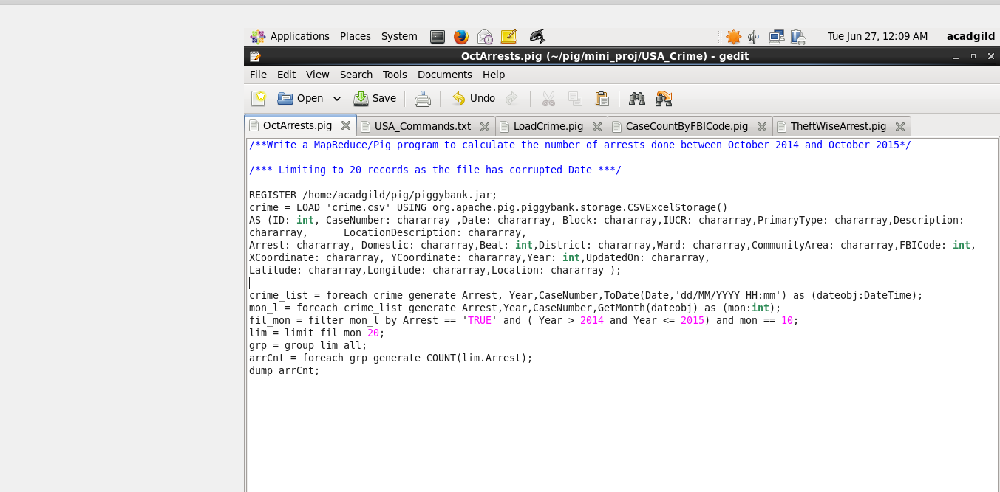 Applications Places System Tue Jun 27, 12:09 AM acadgild
OctArrests.pig (~/pig/mini_proj/USA_Crime) - gedit
File Edit View Search Tools Documents Help
Open Save Undo
OctArrests.pig USA_Commands.txt LoadCrime.pig CaseCountByFBICode.pig TheftWiseArrest.pig
/**Write a MapReduce/Pig program to calculate the number of arrests done between October 2014 and October 2015*/
/*** Limiting to 20 records as the file has corrupted Date ***/
REGISTER /home/acadgild/pig/piggybank.jar;
crime = LOAD 'crime.csv' USING org.apache.pig.piggybank.storage.CSVExcelStorage()
AS (ID: int, CaseNumber: chararray ,Date: chararray, Block: chararray,IUCR: chararray,PrimaryType: chararray,Description:
chararray,      LocationDescription: chararray,
Arrest: chararray, Domestic: chararray,Beat: int,District: chararray,Ward: chararray,CommunityArea: chararray,FBICode: int,
XCoordinate: chararray, YCoordinate: chararray,Year: int,UpdatedOn: chararray,
Latitude: chararray,Longitude: chararray,Location: chararray );
crime_list = foreach crime generate Arrest, Year,CaseNumber,ToDate(Date,'dd/MM/YYYY HH:mm') as (dateobj:DateTime);
mon_l = foreach crime_list generate Arrest,Year,CaseNumber,GetMonth(dateobj) as (mon:int);
fil_mon = filter mon_l by Arrest == 'TRUE' and ( Year > 2014 and Year <= 2015) and mon == 10;
lim = limit fil_mon 20;
grp = group lim all;
arrCnt = foreach grp generate COUNT(lim.Arrest);
dump arrCnt;